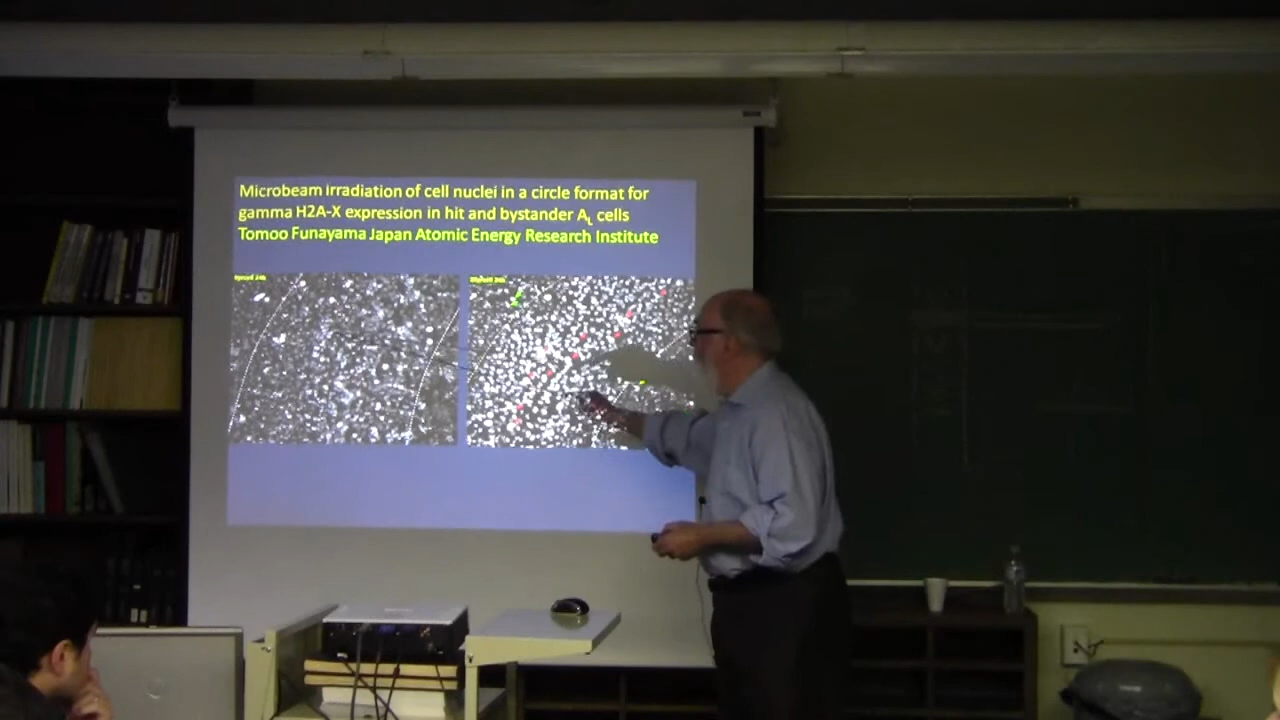 Microbeam irradiation of cell nuclei in a circle format for
gamma H2A-X expression in hit and bystander AL cells
Tomoo Funayama Japan Atomic Energy Research Institute